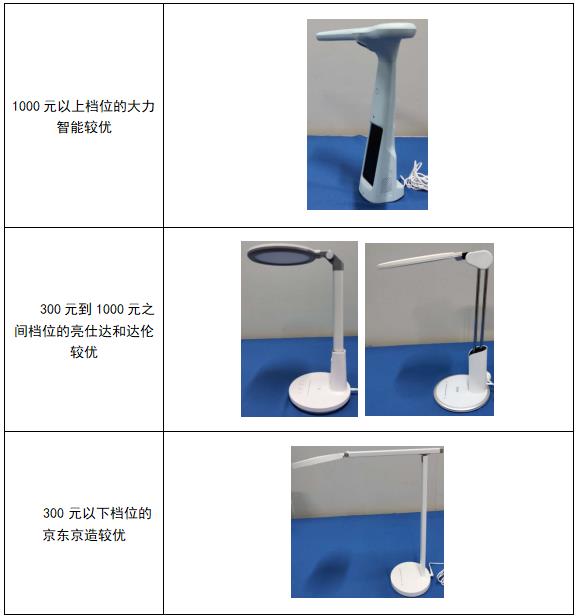 1000 元以上档位的大力
智能较优
300 元到 1000 元之
间档位的亮仕达和达伦
较优
300 元以下档位的
京东京造较优